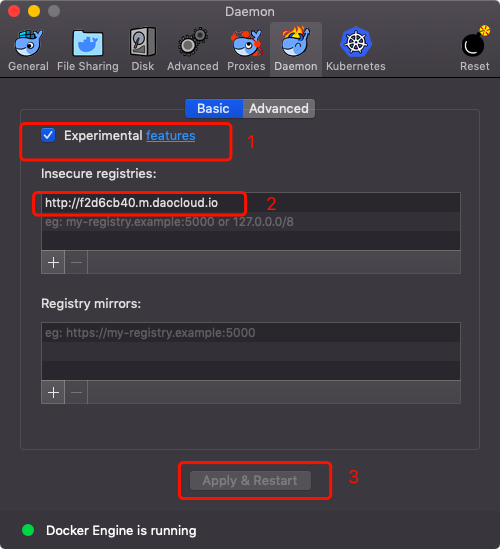 Daemon
General File Sharing Disk Advanced Proxies Daemon Kubernetes Reset
Basic Advanced
Experimental features 1
Insecure registries:
http://f2d6cb40.m.daocloud.io 2
eg: my-registry.example:5000 or 127.0.0.0/8
+ −
Registry mirrors:
eg: https://my-registry.example:5000
+ −
Apply & Restart 3
Docker Engine is running